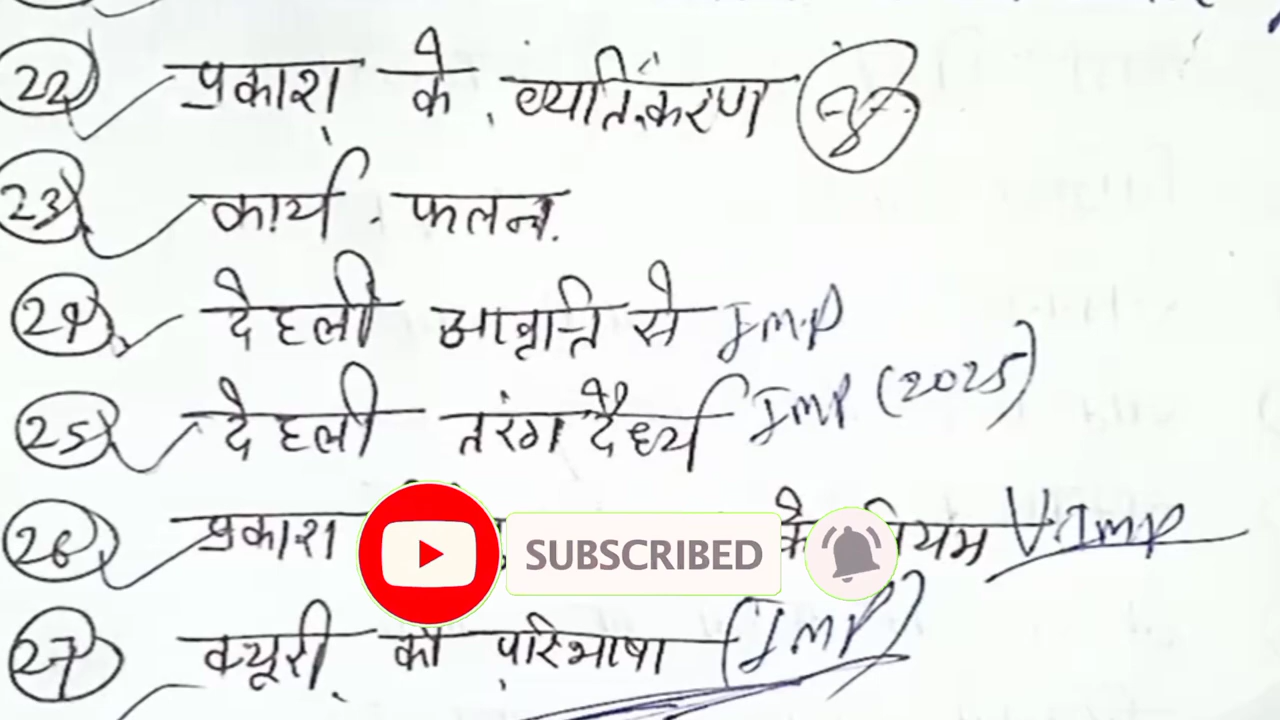 22 प्रकाश के व्यतिकरण
23 कार्य फलन
24 देहली आवृत्ति से Imp
25 देहली तरंगदैर्ध्य Imp (2025)
26 प्रकाश के नियम V.Imp
SUBSCRIBED
27 क्यूरी की परिभाषा (Imp)